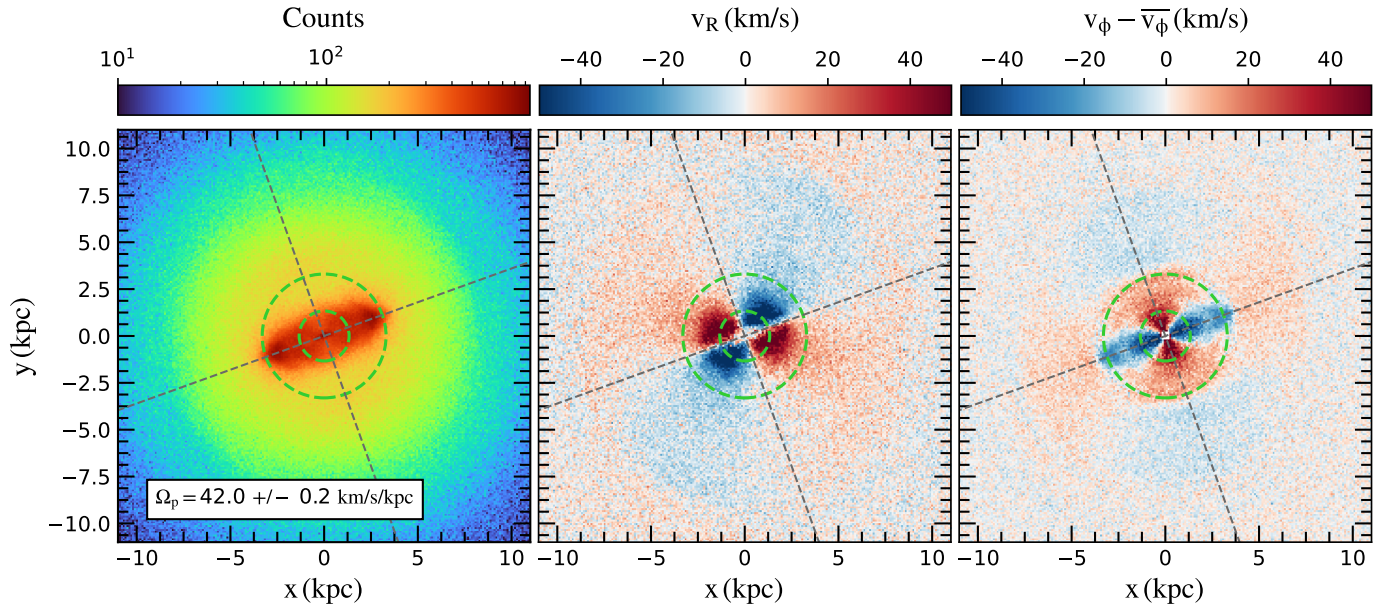 Counts
v_R (km/s)
v_ϕ − v̅_ϕ (km/s)
10¹ 10²
−40 −20 0 20 40
−40 −20 0 20 40
10.0
7.5
5.0
2.5
0.0
−2.5
−5.0
−7.5
−10.0
y (kpc)
Ω_p = 42.0 +/− 0.2 km/s/kpc
−10 −5 0 5 10
−10 −5 0 5 10
−10 −5 0 5 10
x (kpc)
x (kpc)
x (kpc)